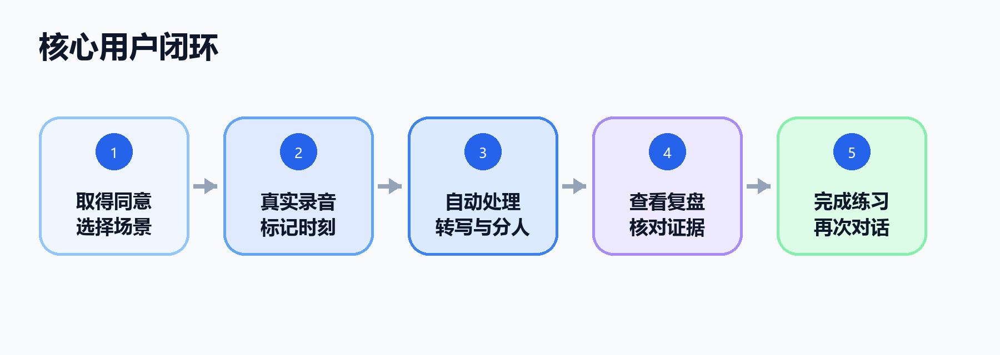 核心用户闭环
1
取得同意
选择场景
2
真实录音
标记时刻
3
自动处理
转写与分人
4
查看复盘
核对证据
5
完成练习
再次对话